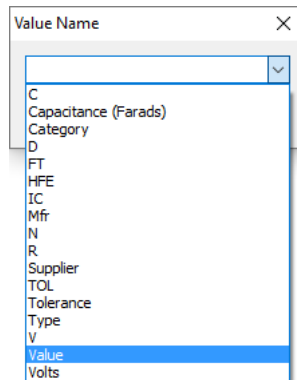 Value Name
C
Capacitance (Farads)
Category
D
FT
HFE
IC
Mfr
N
R
Supplier
TOL
Tolerance
Type
V
Value
Volts